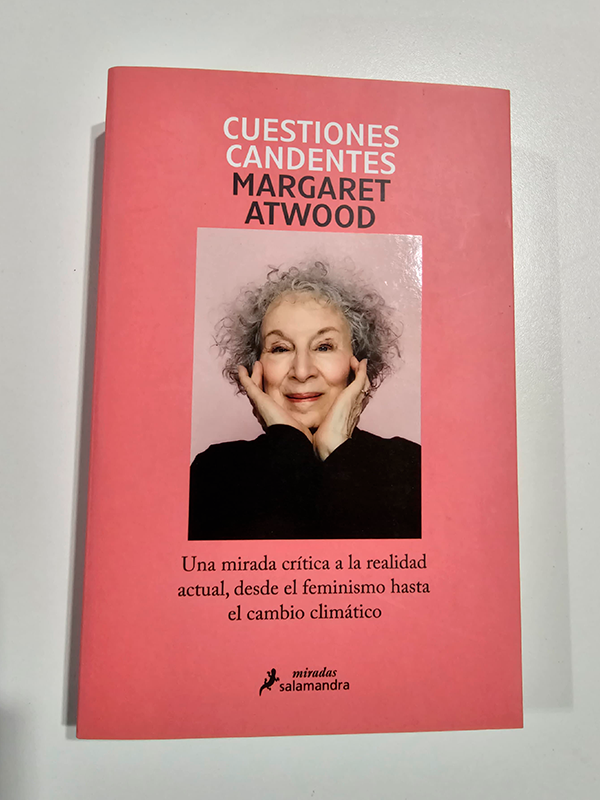 CUESTIONES
CANDENTES
MARGARET
ATWOOD
Una mirada crítica a la realidad
actual, desde el feminismo hasta
el cambio climático
miradas
salamandra